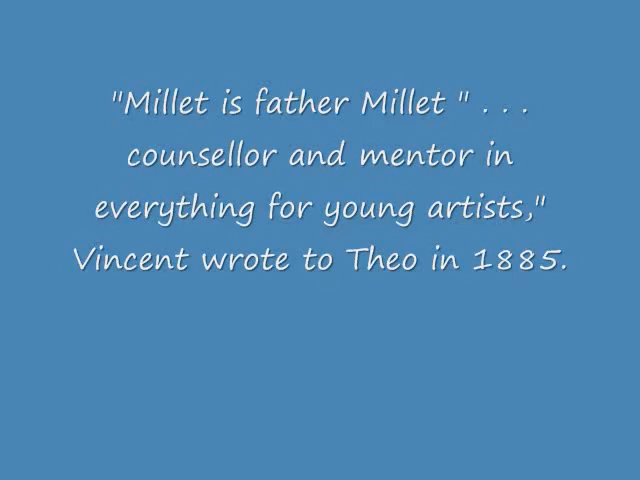 "Millet is father Millet " . . .
counsellor and mentor in
everything for young artists,"
Vincent wrote to Theo in 1885.